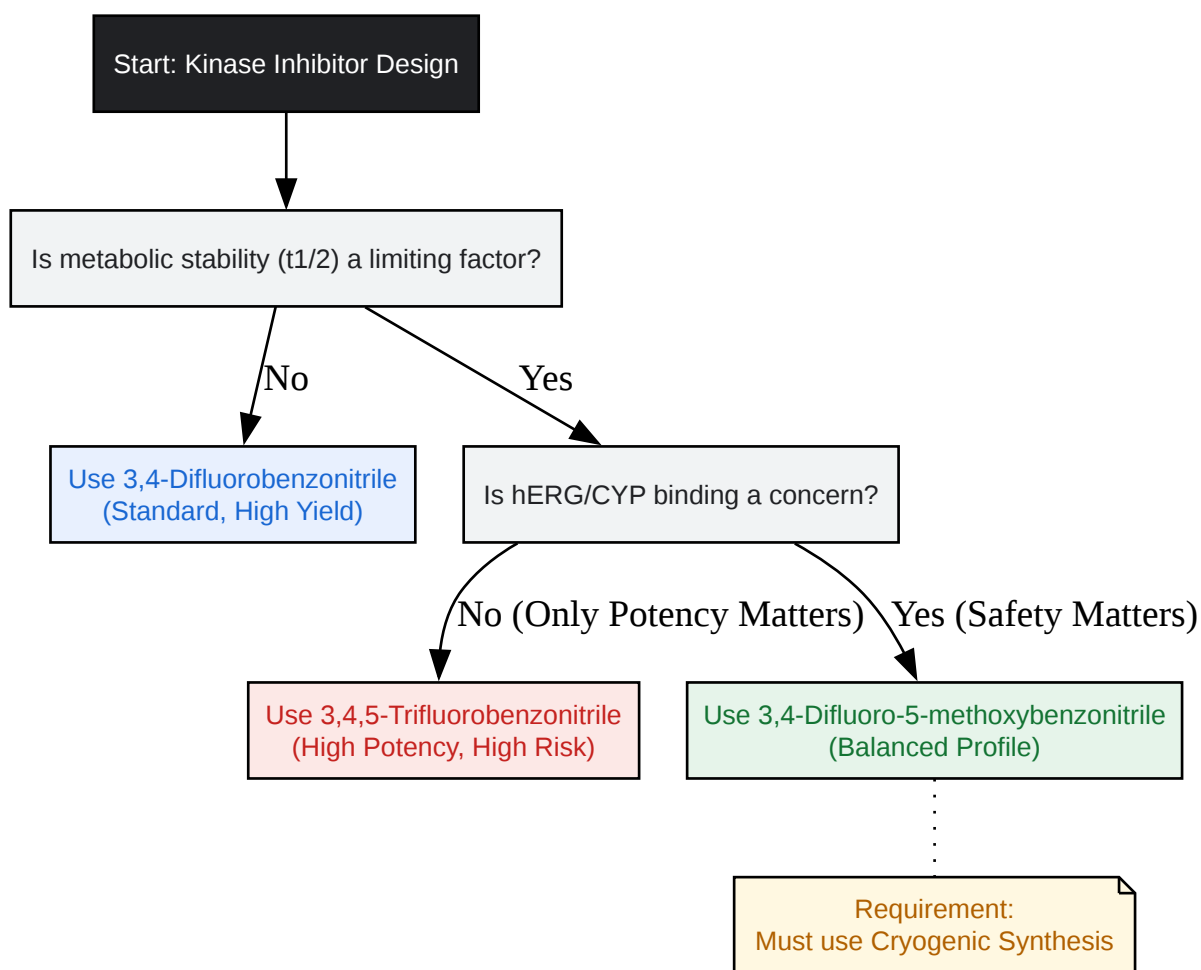 Start: Kinase Inhibitor Design
Is metabolic stability (t1/2) a limiting factor?
No
Yes
Use 3,4-Difluorobenzonitrile
(Standard, High Yield)
Is hERG/CYP binding a concern?
No (Only Potency Matters)
Yes (Safety Matters)
Use 3,4,5-Trifluorobenzonitrile
(High Potency, High Risk)
Use 3,4-Difluoro-5-methoxybenzonitrile
(Balanced Profile)
Requirement:
Must use Cryogenic Synthesis